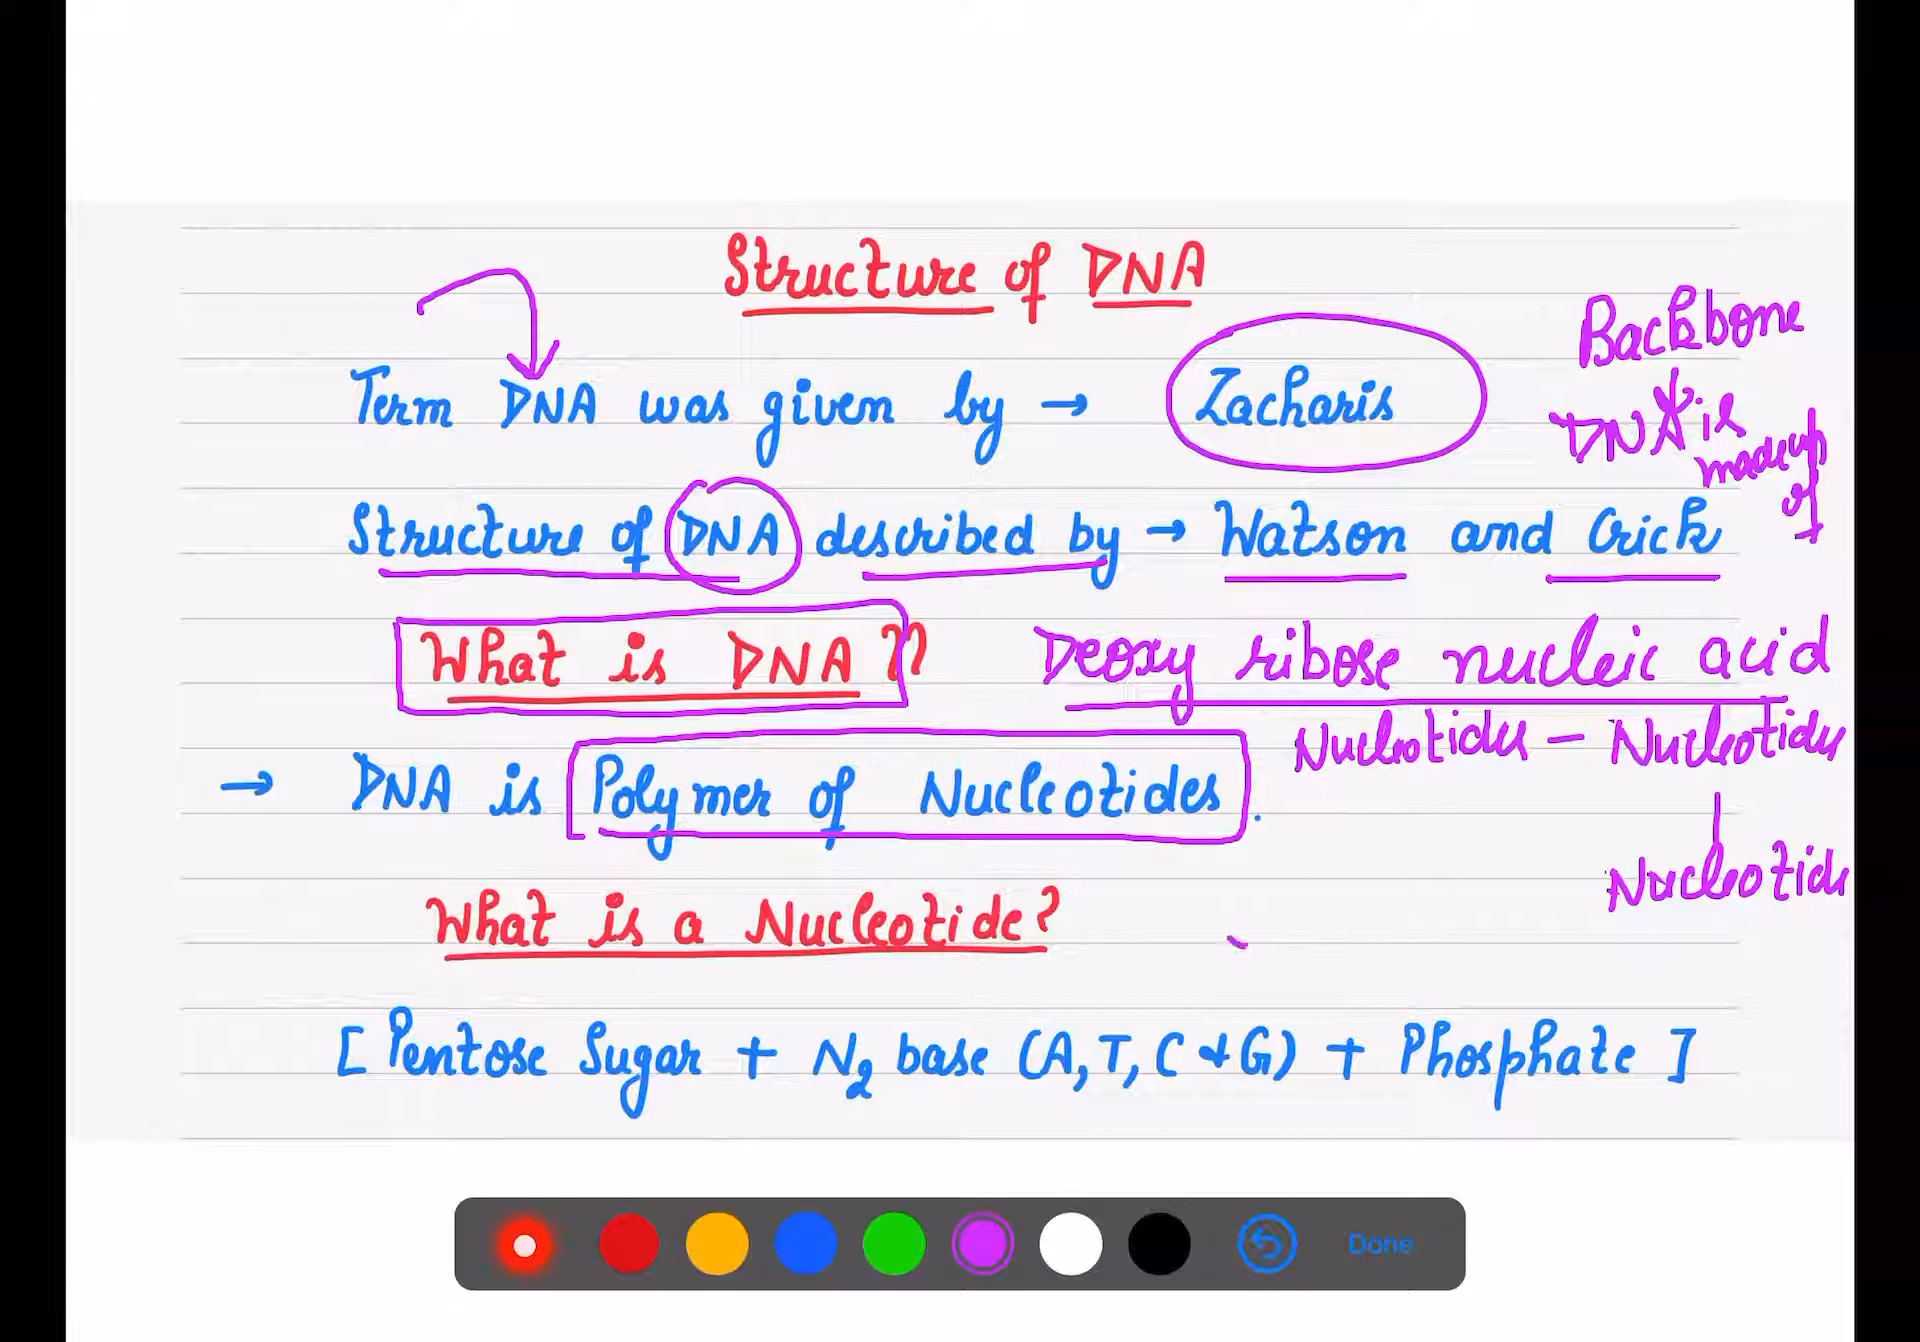 Structure of DNA
Backbone
Term DNA was given by → Zacharis
DNA is
made up
of
Structure of DNA described by → Watson and Crick
What is DNA ??
Deoxy ribose nucleic acid
Nucleotides - Nucleotides
→ DNA is Polymer of Nucleotides.
Nucleotide
What is a Nucleotide?
[ Pentose Sugar + N2 base (A, T, C & G) + Phosphate ]
Done